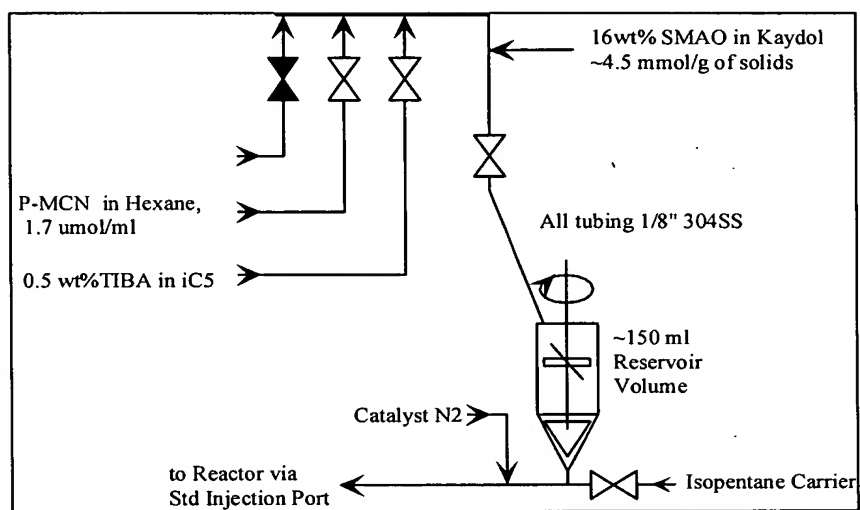 16wt% SMAO in Kaydol
~4.5 mmol/g of solids
P-MCN in Hexane,
1.7 umol/ml
All tubing 1/8" 304SS
0.5 wt%TIBA in iC5
~150 ml
Reservoir
Volume
Catalyst N2
to Reactor via
Std Injection Port
Isopentane Carrier